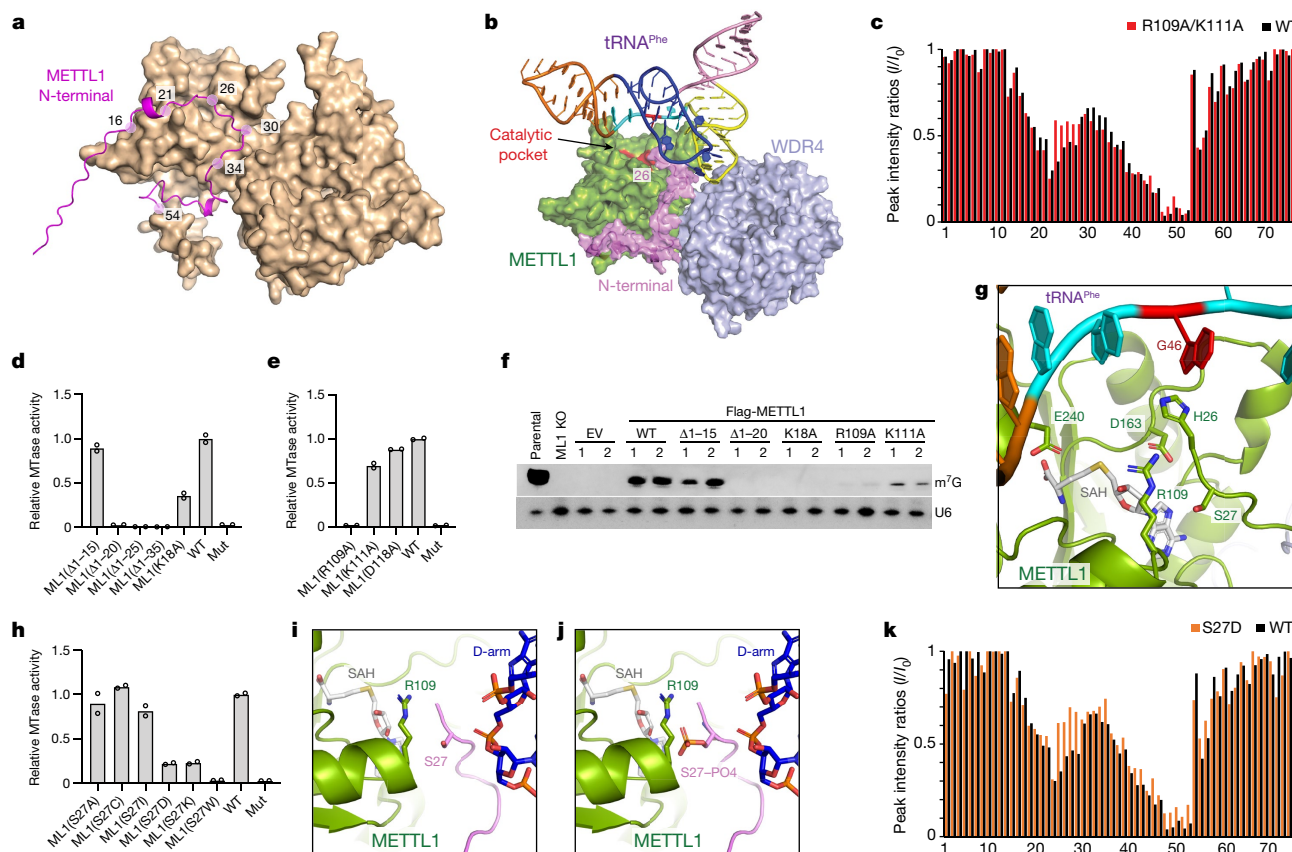 a
METTL1
N-terminal
16
21
26
30
34
54
b
tRNAPhe
Catalytic
pocket
26
WDR4
METTL1
N-terminal
c
R109A/K111A WT
Peak intensity ratios (I/I0)
1
0.5
0
1 10 20 30 40 50 60 70
d
Relative MTase activity
1.5
1.0
0.5
0
ML1(Δ1–15)
ML1(Δ1–20)
ML1(Δ1–25)
ML1(Δ1–35)
ML1(K18A)
WT
Mut
e
Relative MTase activity
1.5
1.0
0.5
0
ML1(R109A)
ML1(K111A)
ML1(D118A)
WT
Mut
f
Flag-METTL1
Parental
ML1 KO
EV WT Δ1–15 Δ1–20 K18A R109A K111A
1 2 1 2 1 2 1 2 1 2 1 2 1 2
m7G
U6
g
tRNAPhe
G46
E240
D163
H26
SAH
R109
S27
METTL1
h
Relative MTase activity
1.5
1.0
0.5
0
ML1(S27A)
ML1(S27C)
ML1(S27I)
ML1(S27D)
ML1(S27K)
ML1(S27W)
WT
Mut
i
SAH
R109
D-arm
S27
METTL1
j
SAH
R109
D-arm
S27–PO4
METTL1
k
S27D WT
Peak intensity ratios (I/I0)
1
0.5
0
1 10 20 30 40 50 60 70